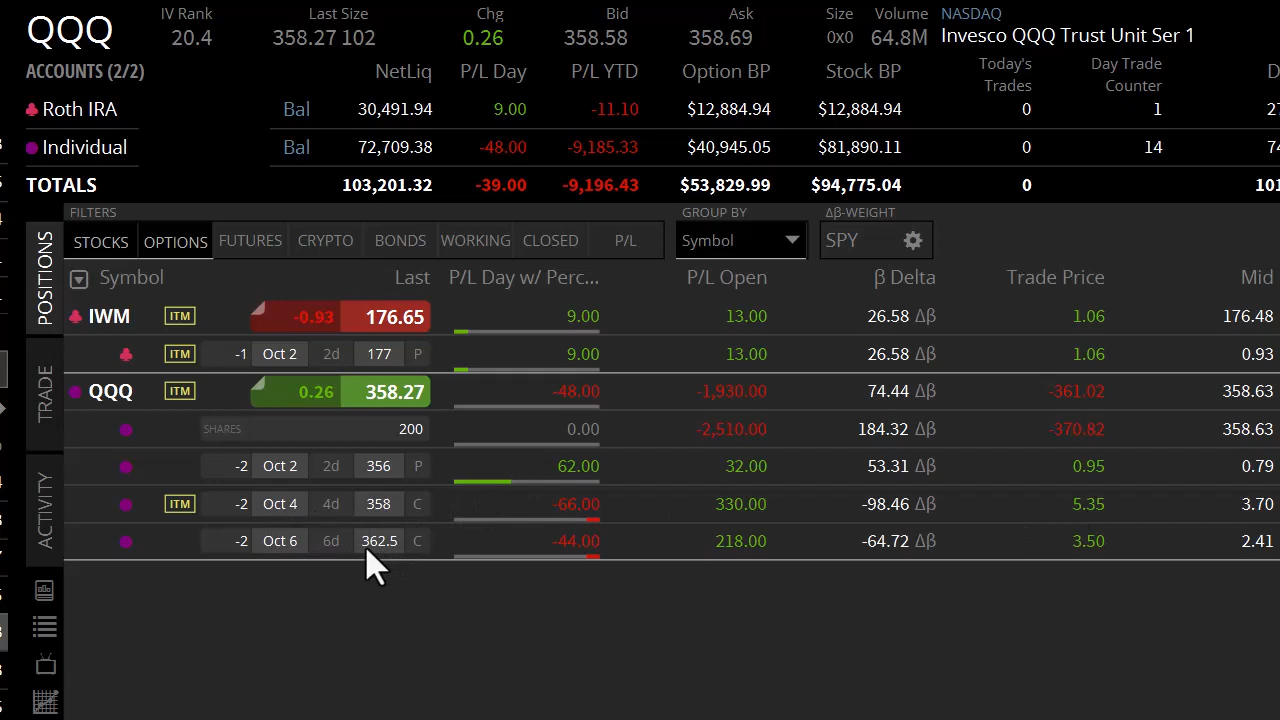 QQQ IV Rank Last Size Chg Bid Ask Size Volume NASDAQ
20.4 358.27 102 0.26 358.58 358.69 0x0 64.8M Invesco QQQ Trust Unit Ser 1
ACCOUNTS (2/2) NetLiq P/L Day P/L YTD Option BP Stock BP Today's Trades Day Trade Counter D
Roth IRA Bal 30,491.94 9.00 -11.10 $12,884.94 $12,884.94 0 1 27
Individual Bal 72,709.38 -48.00 -9,185.33 $40,945.05 $81,890.11 0 14 74
TOTALS 103,201.32 -39.00 -9,196.43 $53,829.99 $94,775.04 0 101
FILTERS GROUP BY Δβ-WEIGHT
STOCKS OPTIONS FUTURES CRYPTO BONDS WORKING CLOSED P/L Symbol SPY
POSITIONS
TRADE
ACTIVITY
Symbol Last P/L Day w/ Perc... P/L Open β Delta Trade Price Mid
IWM ITM -0.93 176.65 9.00 13.00 26.58 Δβ 1.06 176.48
ITM -1 Oct 2 2d 177 P 9.00 13.00 26.58 Δβ 1.06 0.93
QQQ ITM 0.26 358.27 -48.00 -1,930.00 74.44 Δβ -361.02 358.63
SHARES 200 0.00 -2,510.00 184.32 Δβ -370.82 358.63
-2 Oct 2 2d 356 P 62.00 32.00 53.31 Δβ 0.95 0.79
ITM -2 Oct 4 4d 358 C -66.00 330.00 -98.46 Δβ 5.35 3.70
-2 Oct 6 6d 362.5 C -44.00 218.00 -64.72 Δβ 3.50 2.41